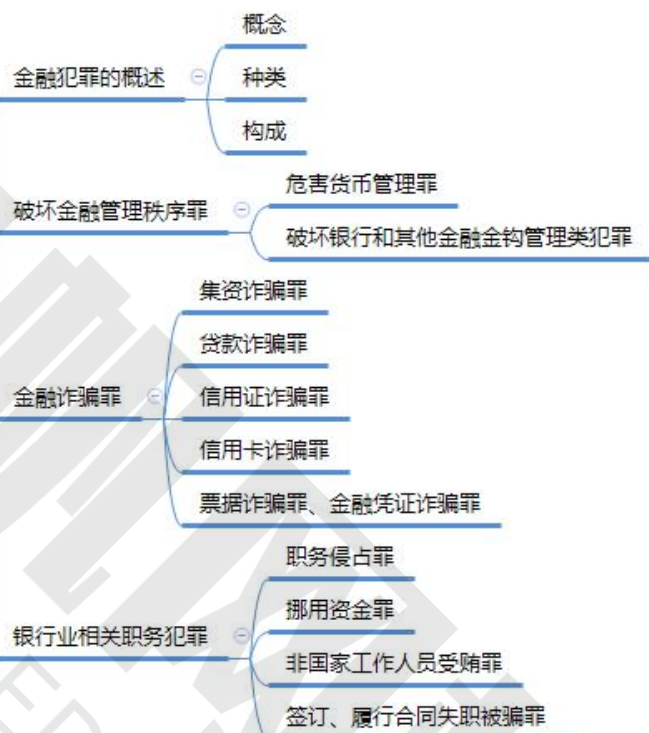 金融犯罪的概述
概念
种类
构成
破坏金融管理秩序罪
危害货币管理罪
破坏银行和其他金融金钩管理类犯罪
金融诈骗罪
集资诈骗罪
贷款诈骗罪
信用证诈骗罪
信用卡诈骗罪
票据诈骗罪、金融凭证诈骗罪
银行业相关职务犯罪
职务侵占罪
挪用资金罪
非国家工作人员受贿罪
签订、履行合同失职被骗罪